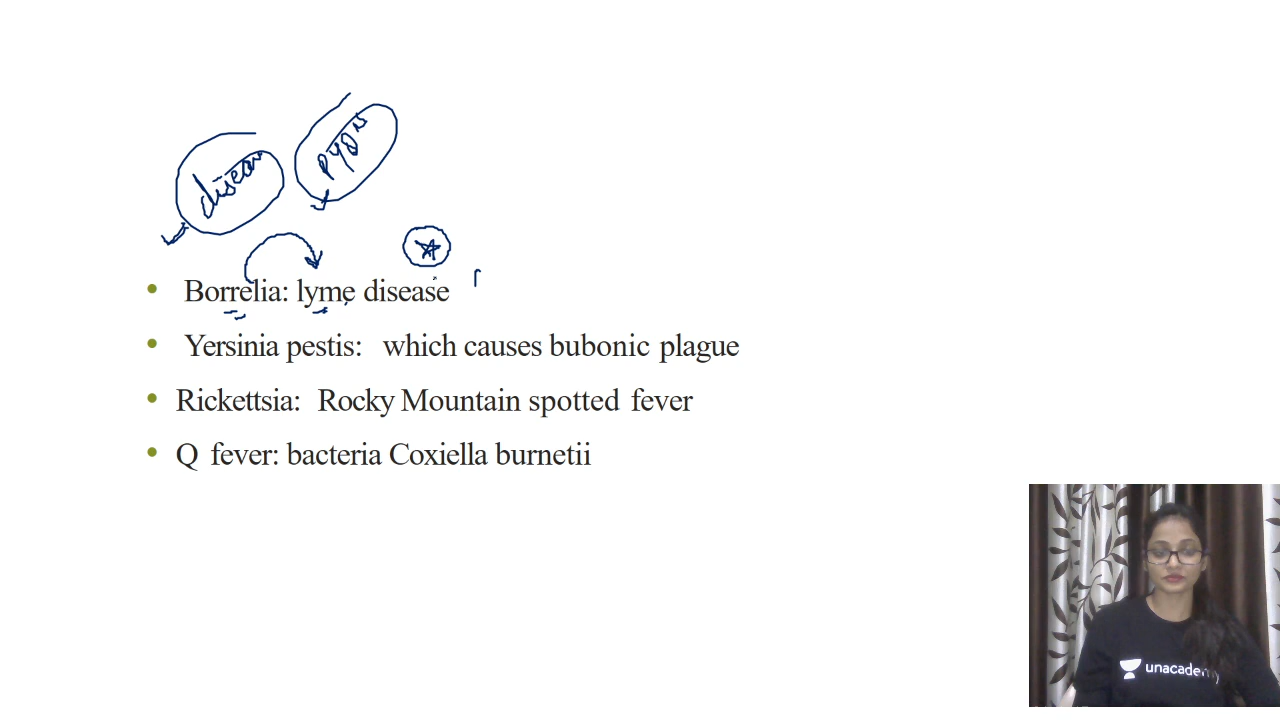 disease
Borrelia: lyme disease
Yersinia pestis: which causes bubonic plague
Rickettsia: Rocky Mountain spotted fever
Q fever: bacteria Coxiella burnetii
unacademy